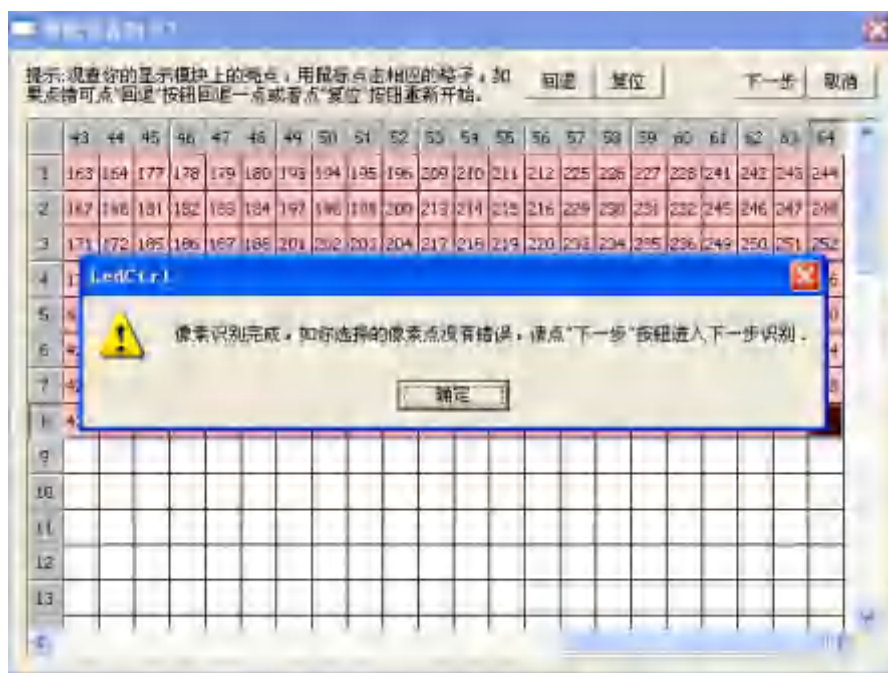 提示:观查你的显示模块上的亮点,用鼠标点击相应的格子,如
果点错可点"回退"按钮回退一点或者点"复位"按钮重新开始。
回退 复位 下一步 取消
43 44 45 46 47 48 49 50 51 52 53 54 55 56 57 58 59 60 61 62 63 64
1 163 164 177 178 179 180 193 194 195 196 209 210 211 212 225 226 227 228 241 242 243 244
2 167 168 181 182 183 184 197 198 199 200 213 214 215 216 229 230 231 232 245 246 247 248
3 171 172 185 186 187 188 201 202 203 204 217 218 219 220 233 234 235 236 249 250 251 252
4
LedCtrl
5
像素识别完成,如你选择的像素点没有错误,请点"下一步"按钮进入下一步识别.
6
7
确定
8
9
10
11
12
13